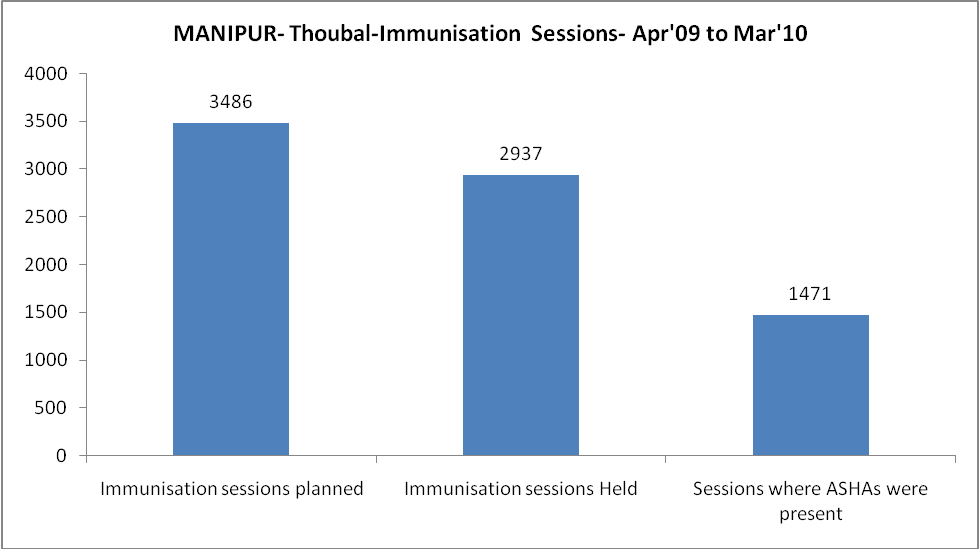 MANIPUR- Thoubal-Immunisation Sessions- Apr'09 to Mar'10
4000
3500
3000
2500
2000
1500
1000
500
0
3486
2937
1471
Immunisation sessions planned
Immunisation sessions Held
Sessions where ASHAs were
present